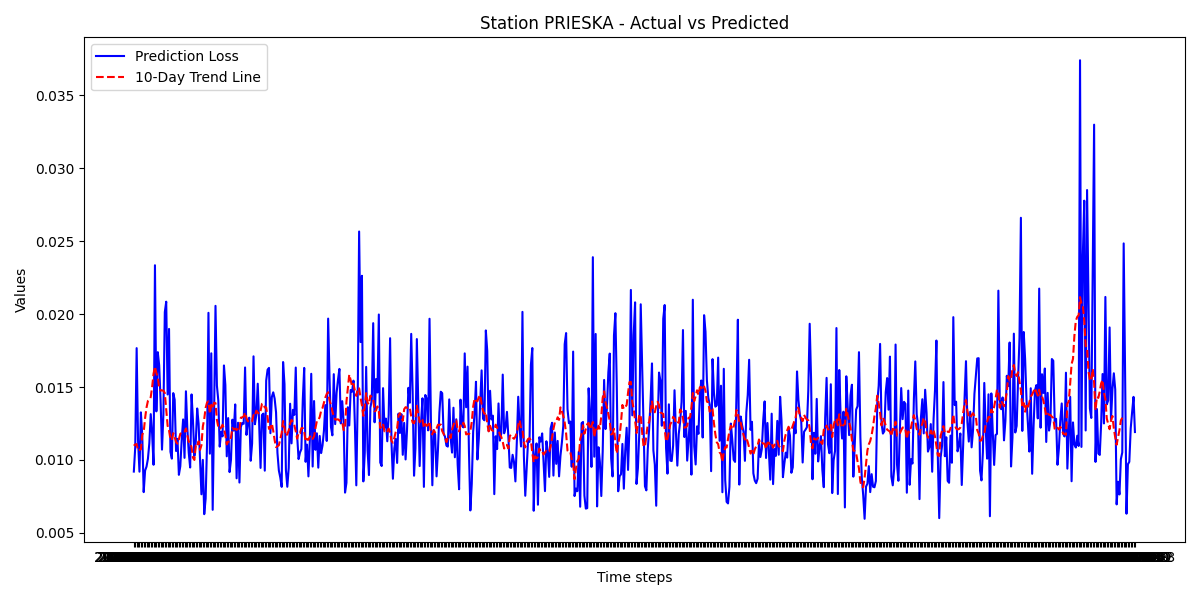 Station PRIESKA - Actual vs Predicted
Prediction Loss
10-Day Trend Line
Values
0.035
0.030
0.025
0.020
0.015
0.010
0.005
Time steps